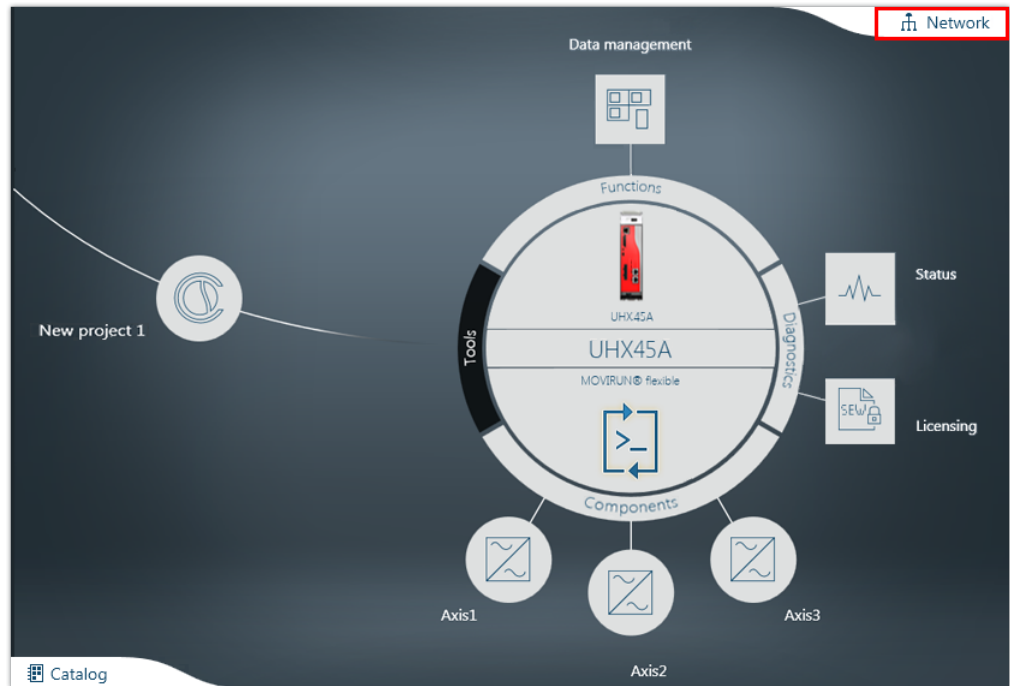 Network
Data management
Functions
Status
UHX45A
New project 1
Tools
UHX45A
Diagnostics
MOVIRUN® flexible
SEW
Licensing
Components
Axis1
Axis3
Axis2
Catalog